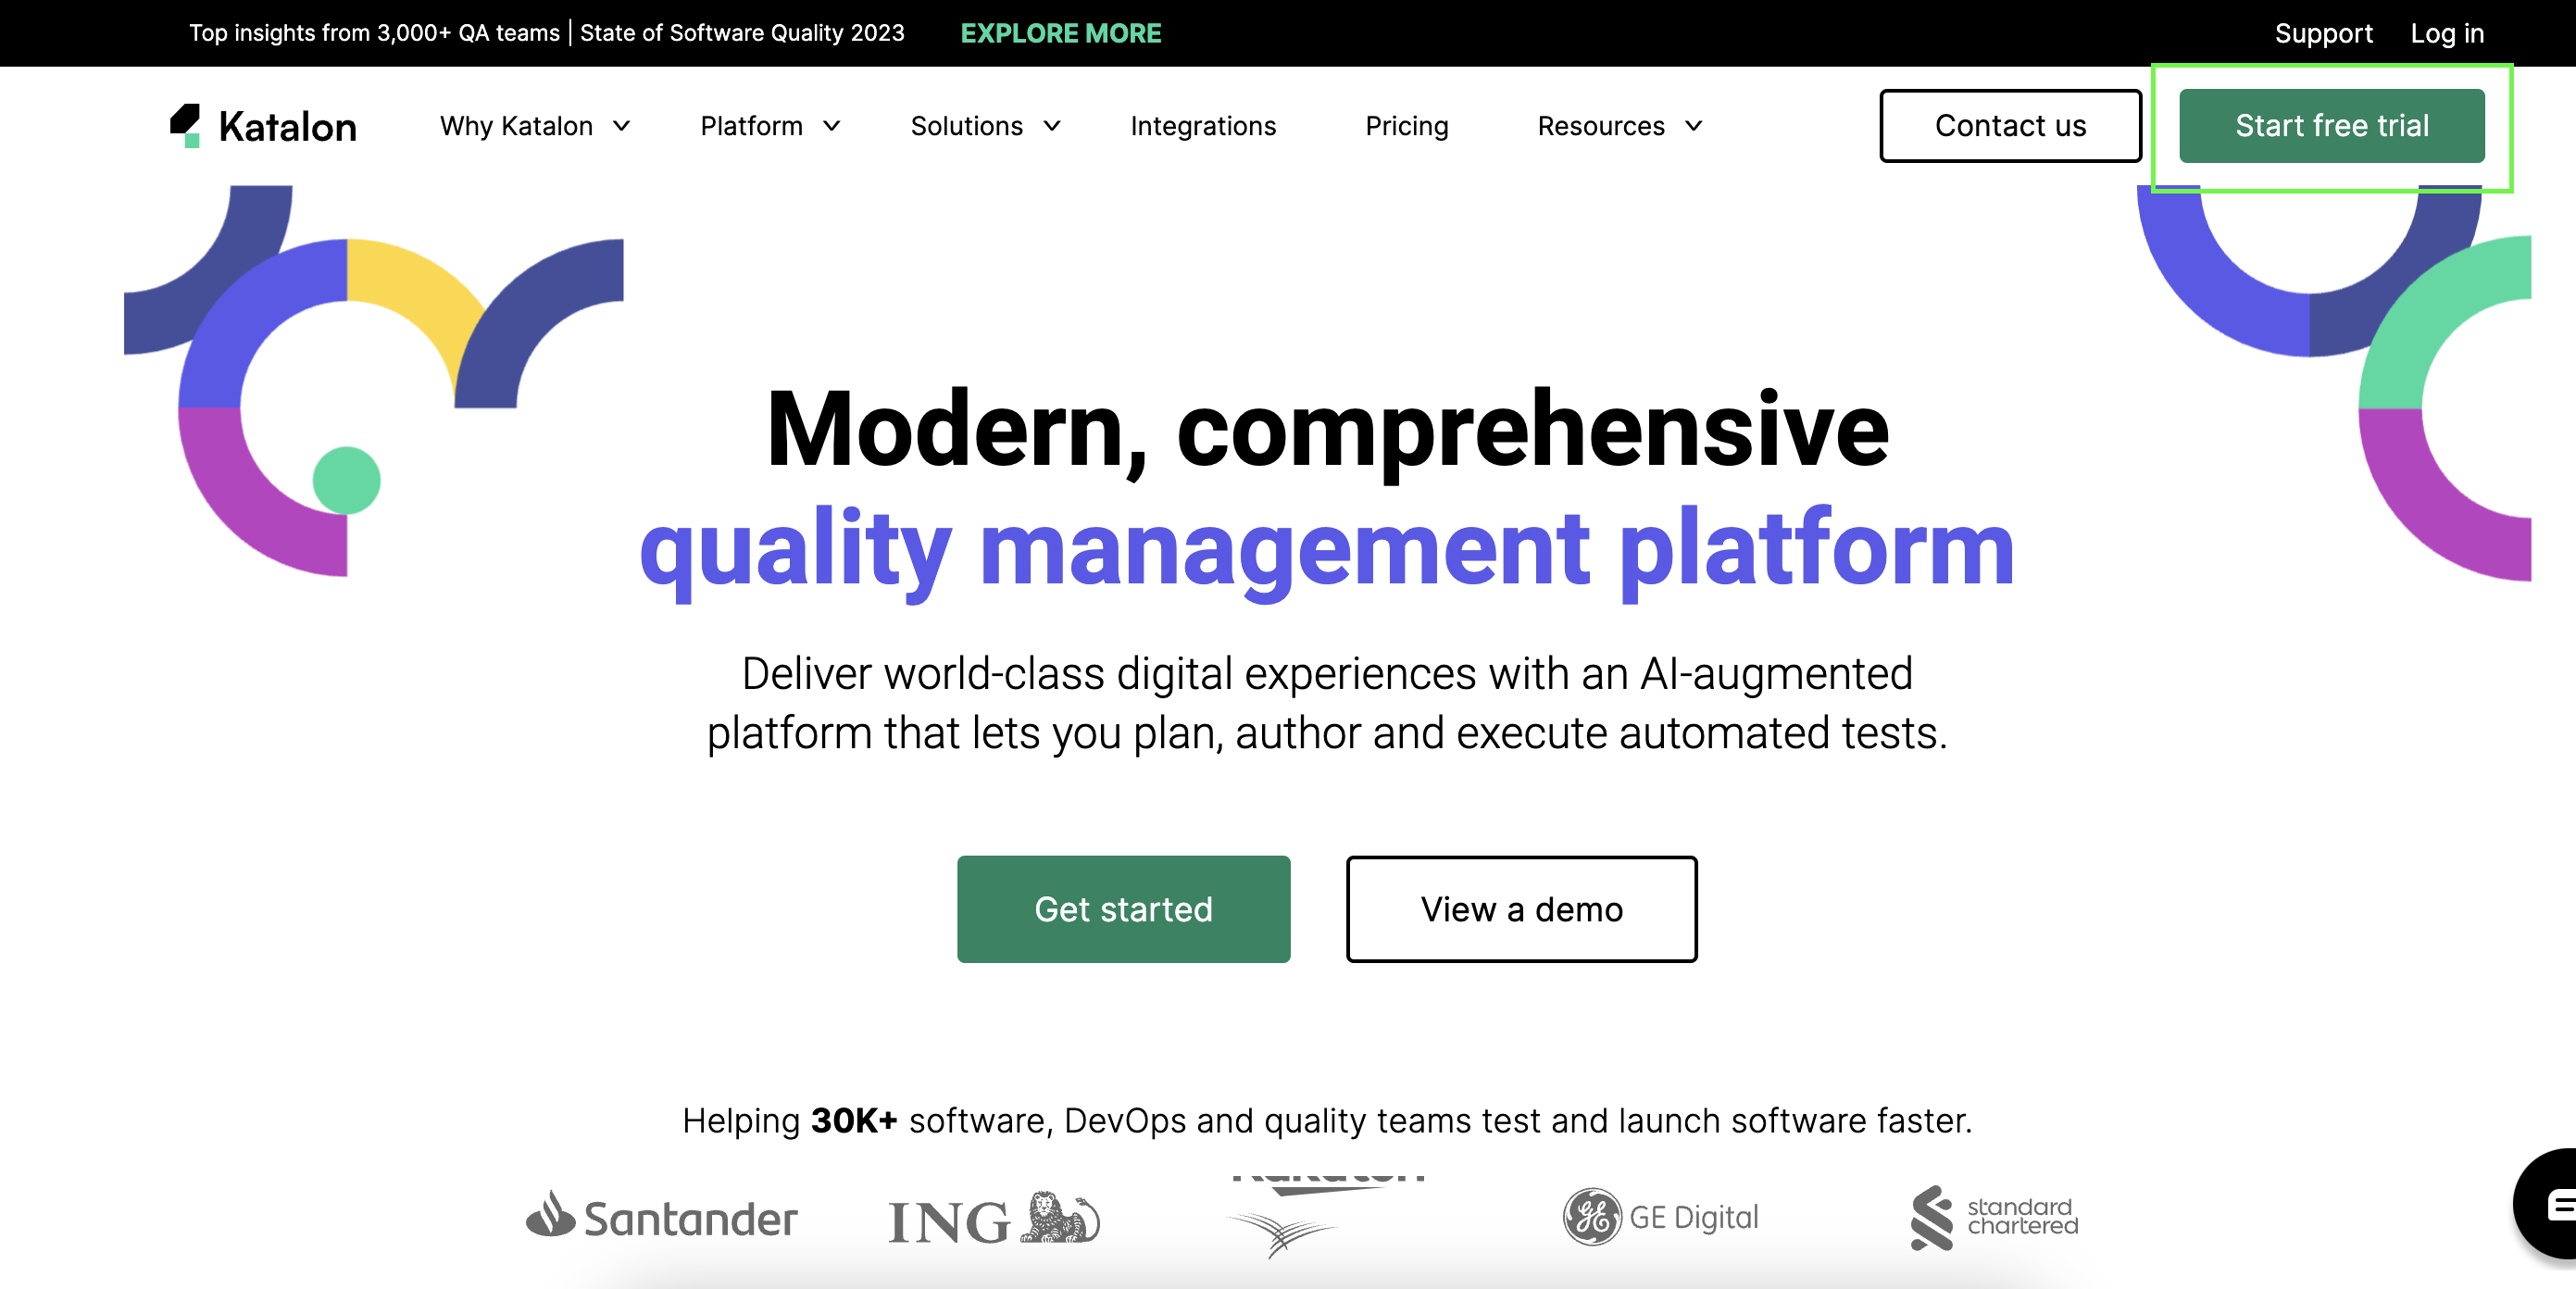 Top insights from 3,000+ QA teams | State of Software Quality 2023 EXPLORE MORE
Support Log in
Katalon
Why Katalon Platform Solutions Integrations Pricing Resources
Contact us
Start free trial
Modern, comprehensive
quality management platform
Deliver world-class digital experiences with an AI-augmented
platform that lets you plan, author and execute automated tests.
Get started
View a demo
Helping 30K+ software, DevOps and quality teams test and launch software faster.
Santander
ING
GE Digital
standard
chartered